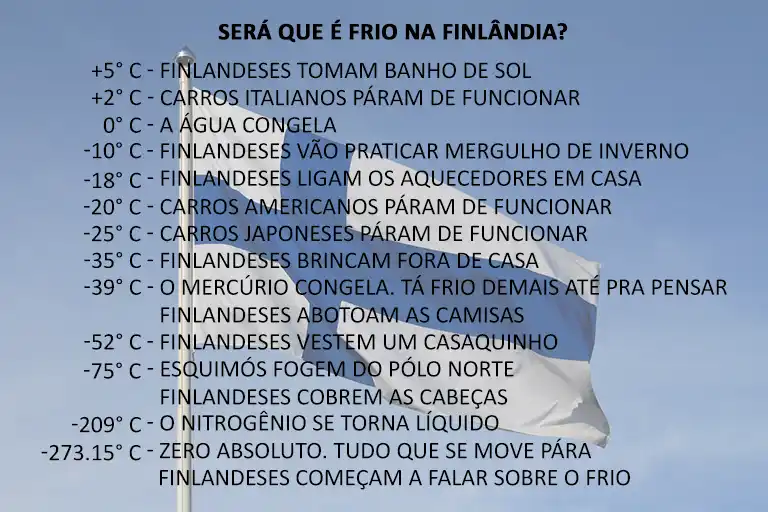 SERÁ QUE É FRIO NA FINLÂNDIA?
+5° C - FINLANDESES TOMAM BANHO DE SOL
+2° C - CARROS ITALIANOS PÁRAM DE FUNCIONAR
0° C - A ÁGUA CONGELA
-10° C - FINLANDESES VÃO PRATICAR MERGULHO DE INVERNO
-18° C - FINLANDESES LIGAM OS AQUECEDORES EM CASA
-20° C - CARROS AMERICANOS PÁRAM DE FUNCIONAR
-25° C - CARROS JAPONESES PÁRAM DE FUNCIONAR
-35° C - FINLANDESES BRINCAM FORA DE CASA
-39° C - O MERCÚRIO CONGELA. TÁ FRIO DEMAIS ATÉ PRA PENSAR
FINLANDESES ABOTOAM AS CAMISAS
-52° C - FINLANDESES VESTEM UM CASAQUINHO
-75° C - ESQUIMÓS FOGEM DO PÓLO NORTE
FINLANDESES COBREM AS CABEÇAS
-209° C - O NITROGÊNIO SE TORNA LÍQUIDO
-273.15° C - ZERO ABSOLUTO. TUDO QUE SE MOVE PÁRA
FINLANDESES COMEÇAM A FALAR SOBRE O FRIO